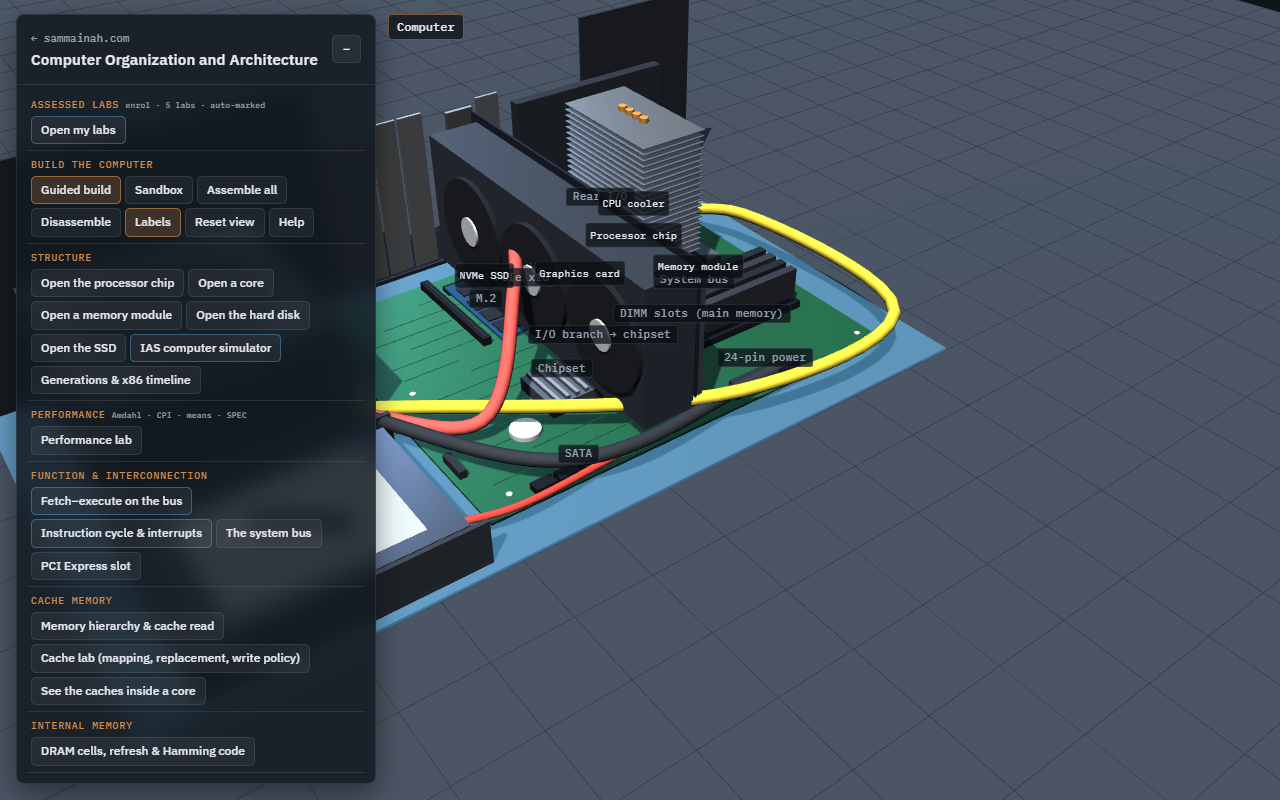 ← sammainah.com
Computer Organization and Architecture
−
ASSESSED LABS enrol · 5 labs · auto-marked
Open my labs
BUILD THE COMPUTER
Guided build Sandbox Assemble all
Disassemble Labels Reset view Help
STRUCTURE
Open the processor chip Open a core
Open a memory module Open the hard disk
Open the SSD IAS computer simulator
Generations & x86 timeline
PERFORMANCE Amdahl · CPI · means · SPEC
Performance lab
FUNCTION & INTERCONNECTION
Fetch–execute on the bus
Instruction cycle & interrupts The system bus
PCI Express slot
CACHE MEMORY
Memory hierarchy & cache read
Cache lab (mapping, replacement, write policy)
See the caches inside a core
INTERNAL MEMORY
DRAM cells, refresh & Hamming code
Computer
Rear I/O
CPU cooler
Processor chip
Memory module
System bus
NVMe SSD
Graphics card
M.2
DIMM slots (main memory)
I/O branch → chipset
24-pin power
Chipset
SATA